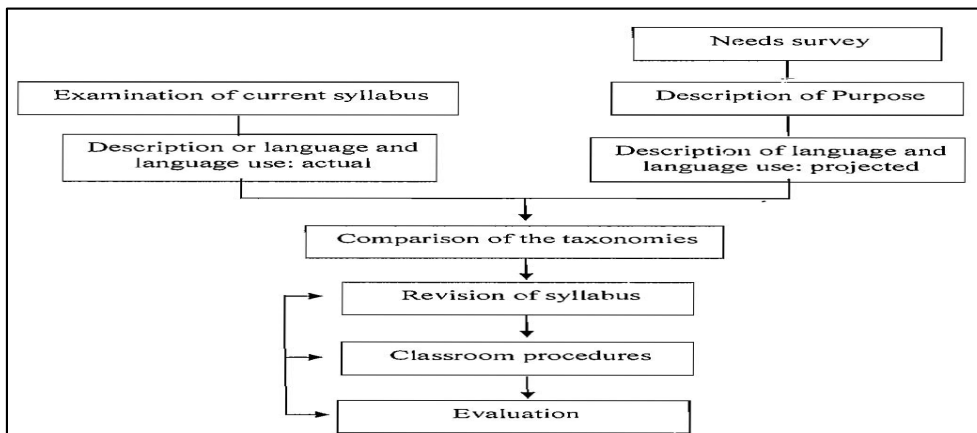 Needs survey
Examination of current syllabus
Description of Purpose
Description or language and
language use: actual
Description of language and
language use: projected
Comparison of the taxonomies
Revision of syllabus
Classroom procedures
Evaluation